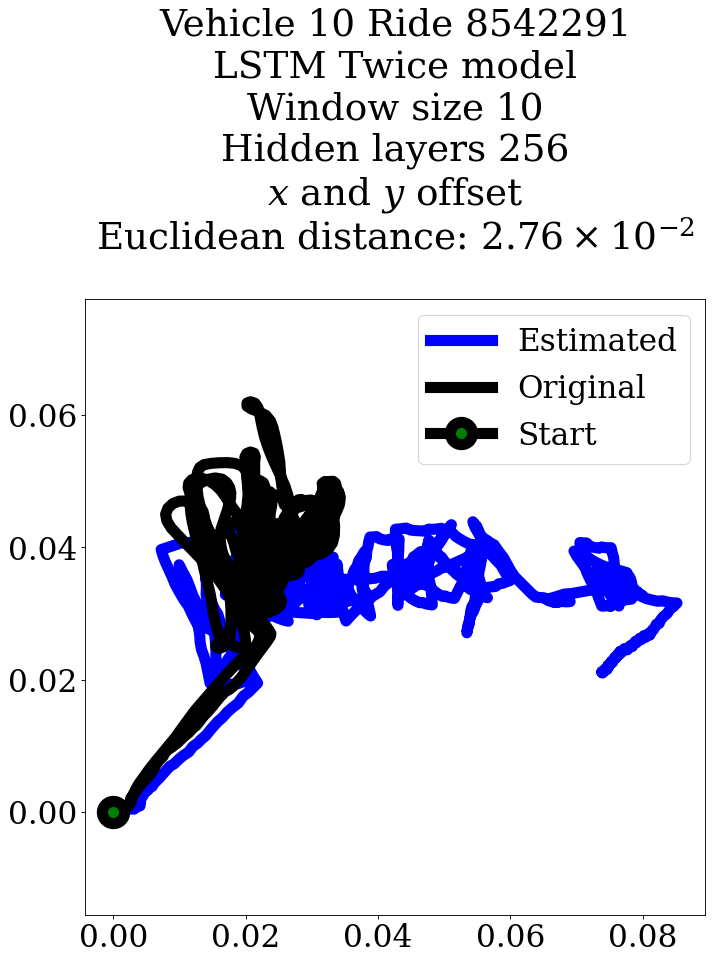 Vehicle 10 Ride 8542291
LSTM Twice model
Window size 10
Hidden layers 256
x and y offset
Euclidean distance: 2.76 × 10⁻²
Estimated
Original
Start
0.06
0.04
0.02
0.00
0.00 0.02 0.04 0.06 0.08